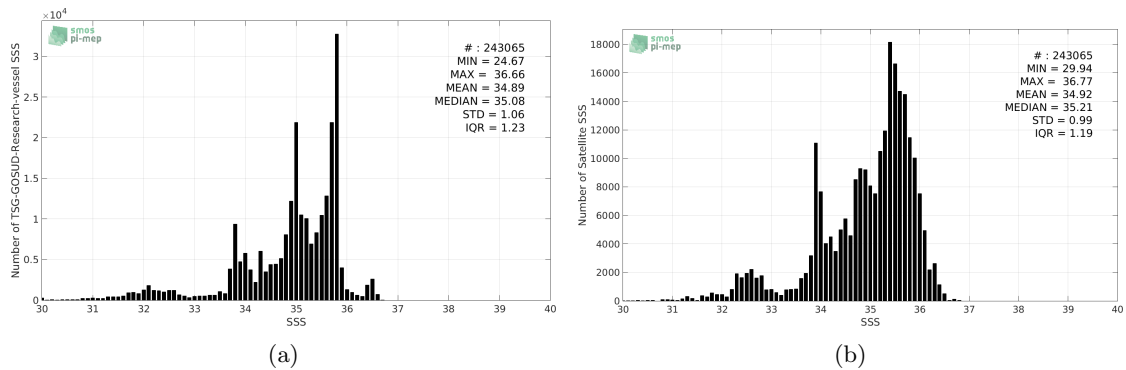 ×10⁴
smos
pi-mep
# : 243065
MIN = 24.67
MAX = 36.66
MEAN = 34.89
MEDIAN = 35.08
STD = 1.06
IQR = 1.23
Number of TSG-GOSUD-Research-vessel SSS
3
2.5
2
1.5
1
0.5
0
30 31 32 33 34 35 36 37 38 39 40
SSS
(a)
smos
pi-mep
# : 243065
MIN = 29.94
MAX = 36.77
MEAN = 34.92
MEDIAN = 35.21
STD = 0.99
IQR = 1.19
Number of Satellite SSS
18000
16000
14000
12000
10000
8000
6000
4000
2000
0
30 31 32 33 34 35 36 37 38 39 40
SSS
(b)